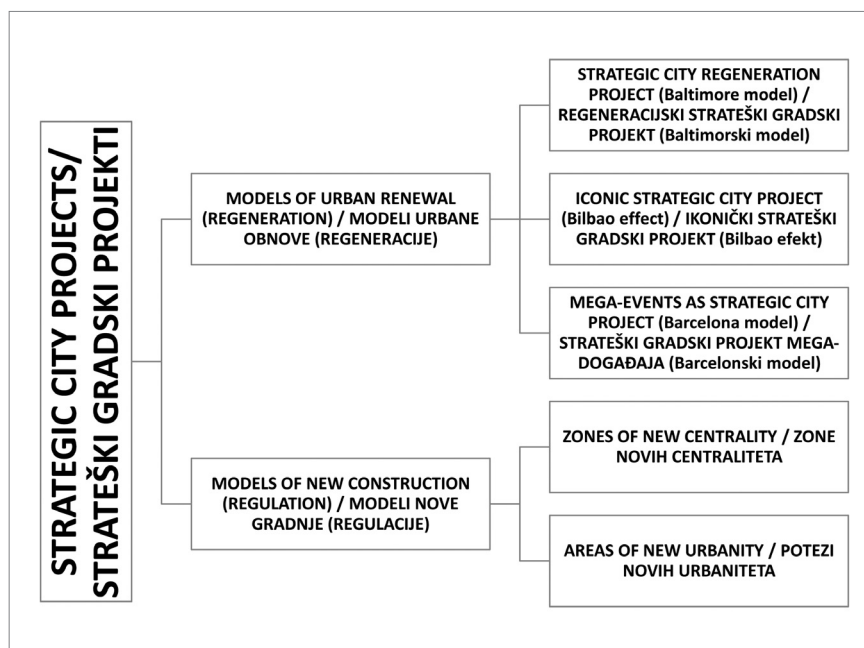 STRATEGIC CITY PROJECTS/
STRATEŠKI GRADSKI PROJEKTI
MODELS OF URBAN RENEWAL
(REGENERATION) / MODELI URBANE
OBNOVE (REGENERACIJE)
STRATEGIC CITY REGENERATION
PROJECT (Baltimore model) /
REGENERACIJSKI STRATEŠKI GRADSKI
PROJEKT (Baltimorski model)
ICONIC STRATEGIC CITY PROJECT
(Bilbao effect) / IKONIČKI STRATEŠKI
GRADSKI PROJEKT (Bilbao efekt)
MEGA-EVENTS AS STRATEGIC CITY
PROJECT (Barcelona model) /
STRATEŠKI GRADSKI PROJEKT MEGA-
DOGAĐAJA (Barcelonski model)
MODELS OF NEW CONSTRUCTION
(REGULATION) / MODELI NOVE
GRADNJE (REGULACIJE)
ZONES OF NEW CENTRALITY / ZONE
NOVIH CENTRALITETA
AREAS OF NEW URBANITY / POTEZI
NOVIH URBANITETA